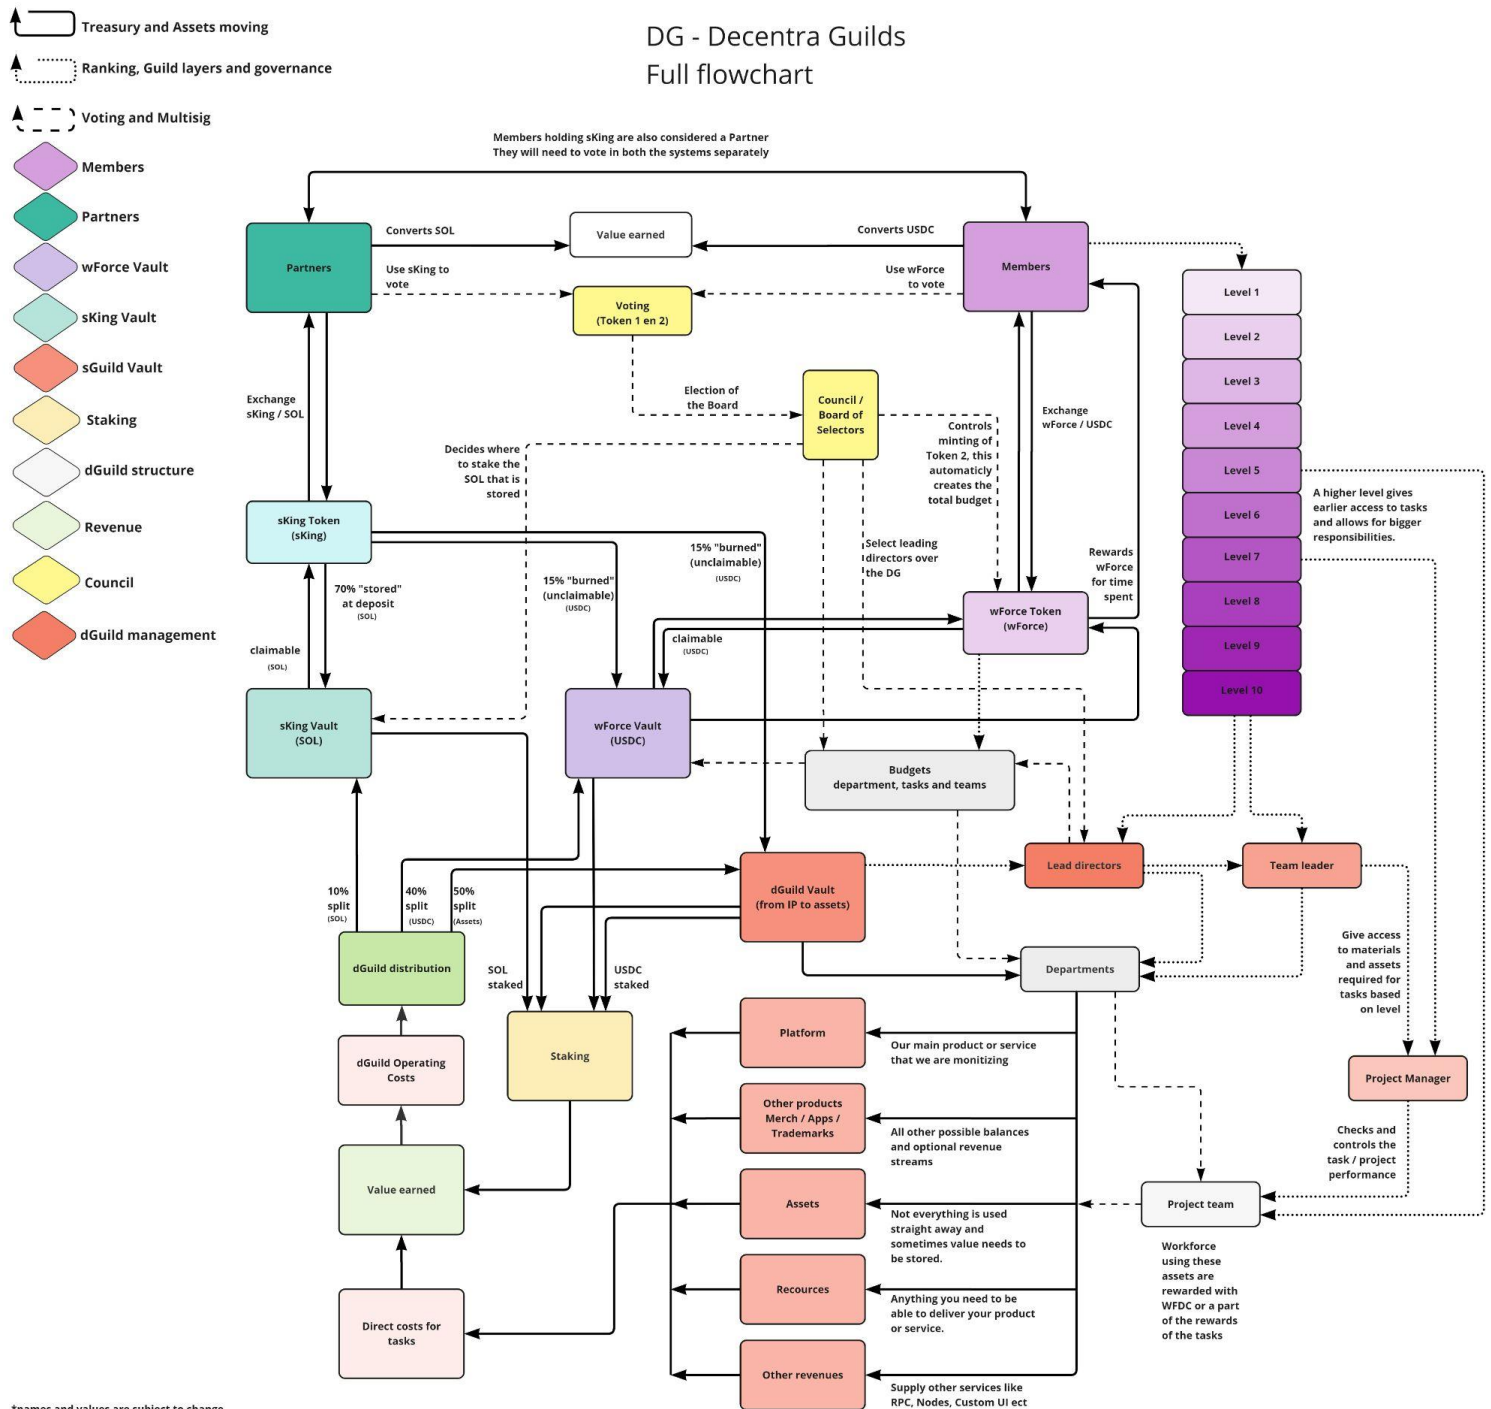 DG - Decentra Guilds
Full flowchart
Treasury and Assets moving
Ranking, Guild layers and governance
Voting and Multisig
Members
Partners
wForce Vault
sKing Vault
sGuild Vault
Staking
dGuild structure
Revenue
Council
dGuild management
Members holding sKing are also considered a Partner
They will need to vote in both the systems separately
Partners
Converts SOL
Value earned
Converts USDC
Members
Use sKing to
vote
Use wForce
to vote
Voting
(Token 1 en 2)
Level 1
Level 2
Level 3
Level 4
Level 5
Level 6
Level 7
Level 8
Level 9
Level 10
A higher level gives
earlier access to tasks
and allows for bigger
responsibilities.
Exchange
sKing / SOL
Election of
the Board
Council /
Board of
Selectors
Exchange
wForce / USDC
Controls
minting of
Token 2, this
automaticly
creates the
total budget
Decides where
to stake the
SOL that is
stored
sKing Token
(sKing)
15% "burned"
(unclaimable)
(USDC)
15% "burned"
(unclaimable)
(USDC)
Select leading
directors over
the DG
Rewards
wForce
for time
spent
70% "stored"
at deposit
(SOL)
wForce Token
(wForce)
claimable
(SOL)
claimable
(USDC)
sKing Vault
(SOL)
wForce Vault
(USDC)
Budgets
department, tasks and teams
10%
split
(SOL)
40%
split
(USDC)
50%
split
(Assets)
dGuild Vault
(from IP to assets)
Lead directors
Team leader
dGuild distribution
SOL
staked
USDC
staked
Departments
Give access
to materials
and assets
required for
tasks based
on level
dGuild Operating
Costs
Staking
Platform
Our main product or service
that we are monitizing
Project Manager
Other products
Merch / Apps /
Trademarks
All other possible balances
and optional revenue
streams
Checks and
controls the
task / project
performance
Value earned
Assets
Not everything is used
straight away and
sometimes value needs to
be stored.
Project team
Workforce
using these
assets are
rewarded with
WFDC or a part
of the rewards
of the tasks
Recources
Anything you need to be
able to deliver your product
or service.
Direct costs for
tasks
Other revenues
Supply other services like
RPC, Nodes, Custom UI ect
*names and values are subject to change